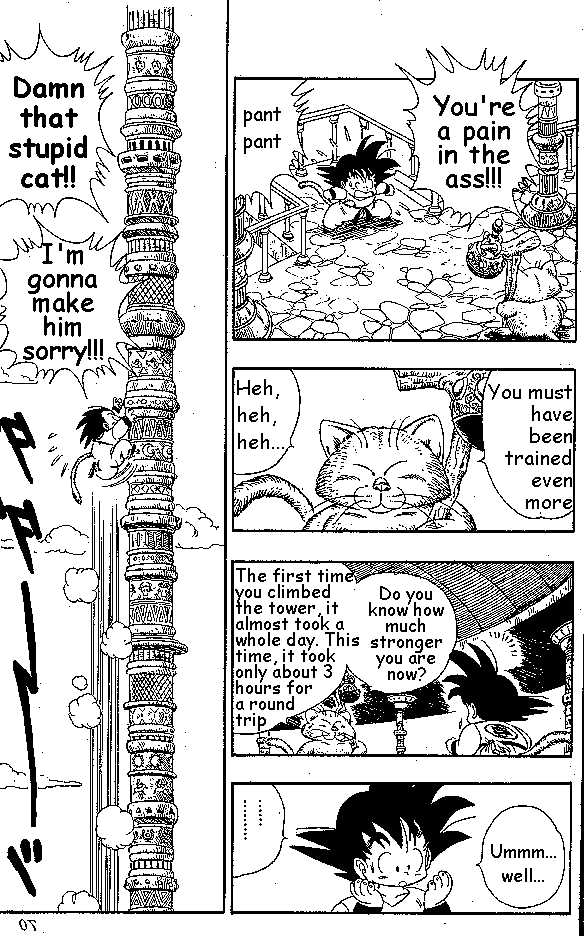 Damn
that
stupid
cat!!
I'm
gonna
make
him
sorry!!!
pant
pant
You're
a pain
in the
ass!!!
Heh,
heh,
heh...
You must
have
been
trained
even
more
The first time
you climbed
the tower, it
almost took a
whole day. This
time, it took
only about 3
hours for
a round
trip
Do you
know how
much
stronger
you are
now?
Ummm...
well...